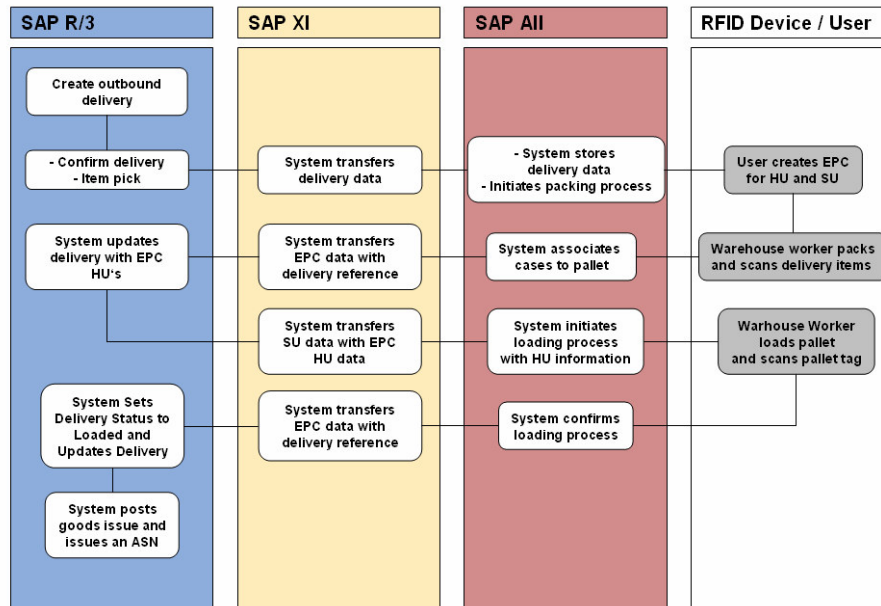 SAP R/3
SAP XI
SAP AII
RFID Device / User
Create outbound
delivery
- Confirm delivery
- Item pick
System transfers
delivery data
- System stores
delivery data
- Initiates packing process
User creates EPC
for HU and SU
System updates
delivery with EPC
HU‘s
System transfers
EPC data with
delivery reference
System associates
cases to pallet
Warehouse worker packs
and scans delivery items
System transfers
SU data with EPC
HU data
System initiates
loading process
with HU information
Warhouse Worker
loads pallet
and scans pallet tag
System Sets
Delivery Status to
Loaded and
Updates Delivery
System transfers
EPC data with
delivery reference
System confirms
loading process
System posts
goods issue and
issues an ASN